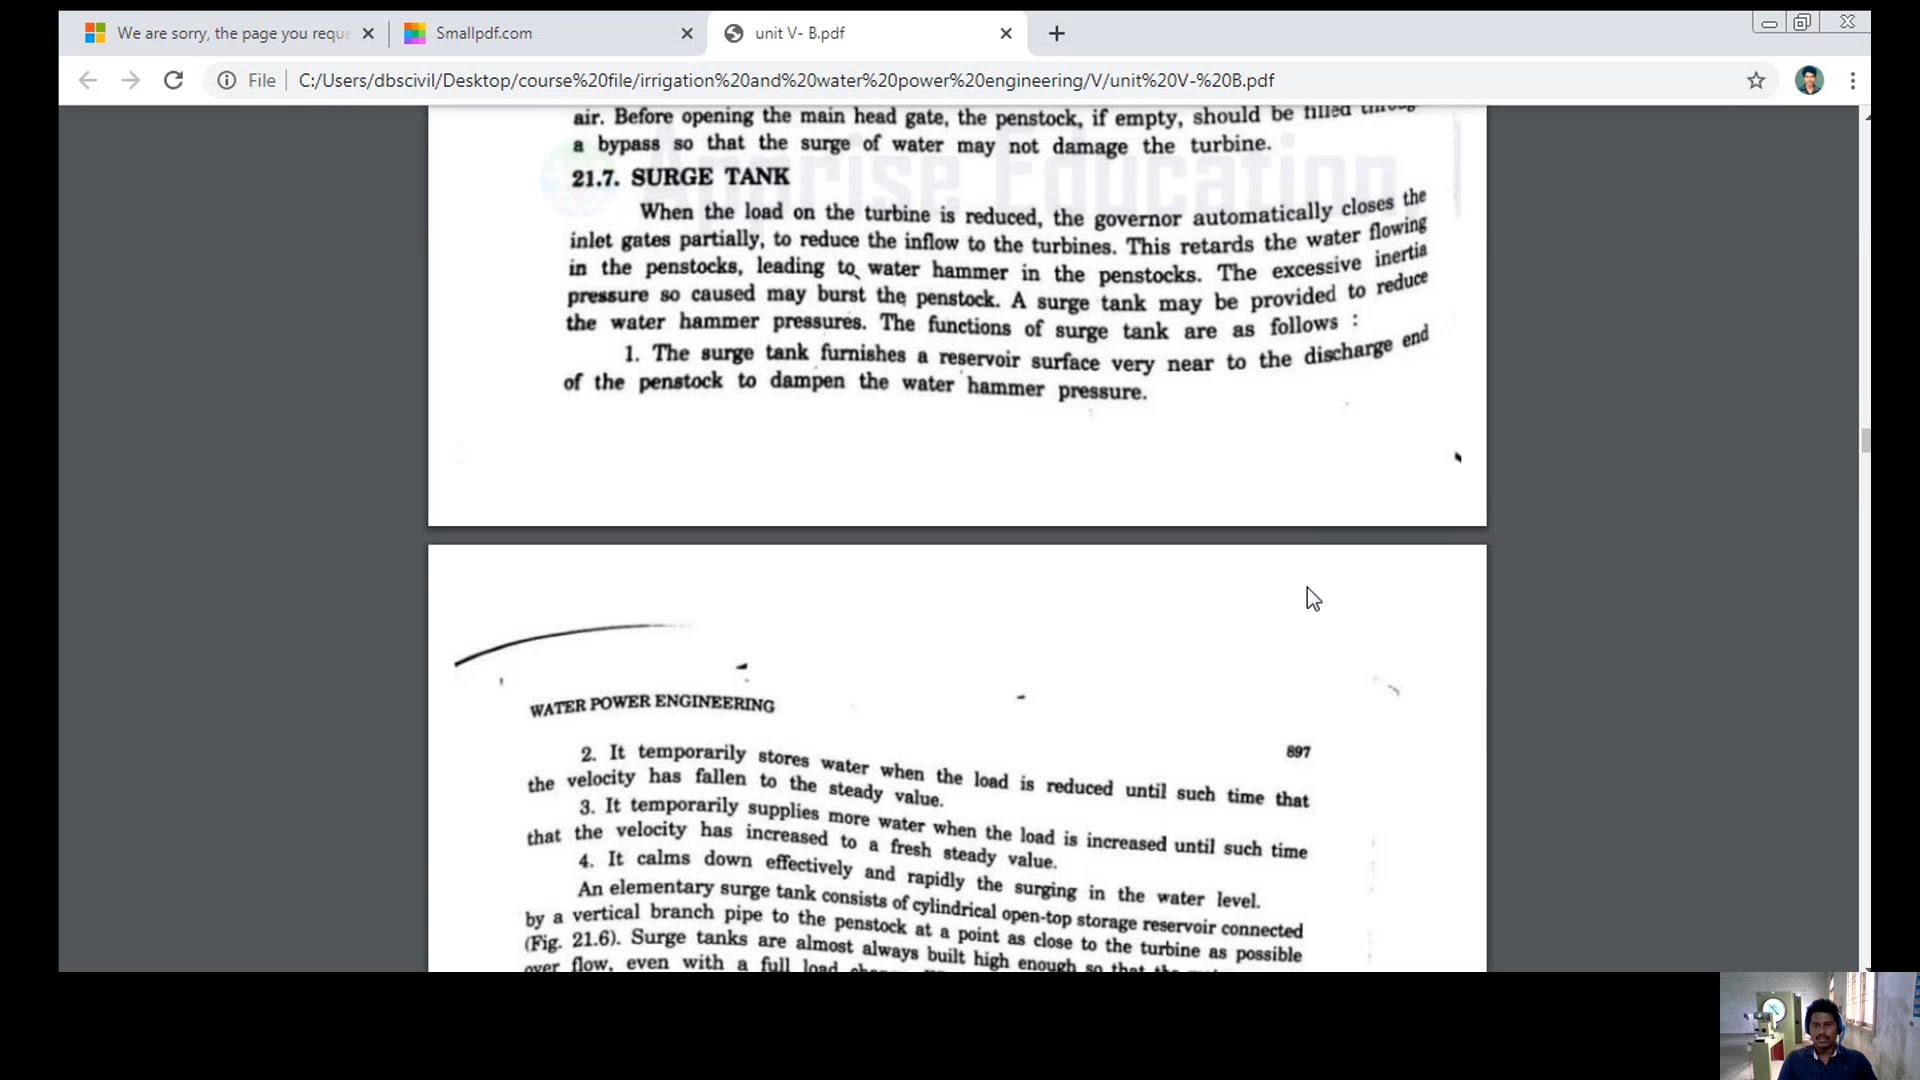 We are sorry, the page you reque
Smallpdf.com
unit V- B.pdf
File
C:/Users/dbscivil/Desktop/course%20file/irrigation%20and%20water%20power%20engineering/V/unit%20V-%20B.pdf
air. Before opening the main head gate, the penstock, if empty, should be filled through
a bypass so that the surge of water may not damage the turbine.
Apprise Education
21.7. SURGE TANK
When the load on the turbine is reduced, the governor automatically closes the
inlet gates partially, to reduce the inflow to the turbines. This retards the water flowing
in the penstocks, leading to water hammer in the penstocks. The excessive inertia
pressure so caused may burst the penstock. A surge tank may be provided to reduce
the water hammer pressures. The functions of surge tank are as follows :
1. The surge tank furnishes a reservoir surface very near to the discharge end
of the penstock to dampen the water hammer pressure.
WATER POWER ENGINEERING
897
2. It temporarily stores water when the load is reduced until such time that
the velocity has fallen to the steady value.
3. It temporarily supplies more water when the load is increased until such time
that the velocity has increased to a fresh steady value.
4. It calms down effectively and rapidly the surging in the water level.
An elementary surge tank consists of cylindrical open-top storage reservoir connected
by a vertical branch pipe to the penstock at a point as close to the turbine as possible
(Fig. 21.6). Surge tanks are almost always built high enough so that the
over flow, even with a full load